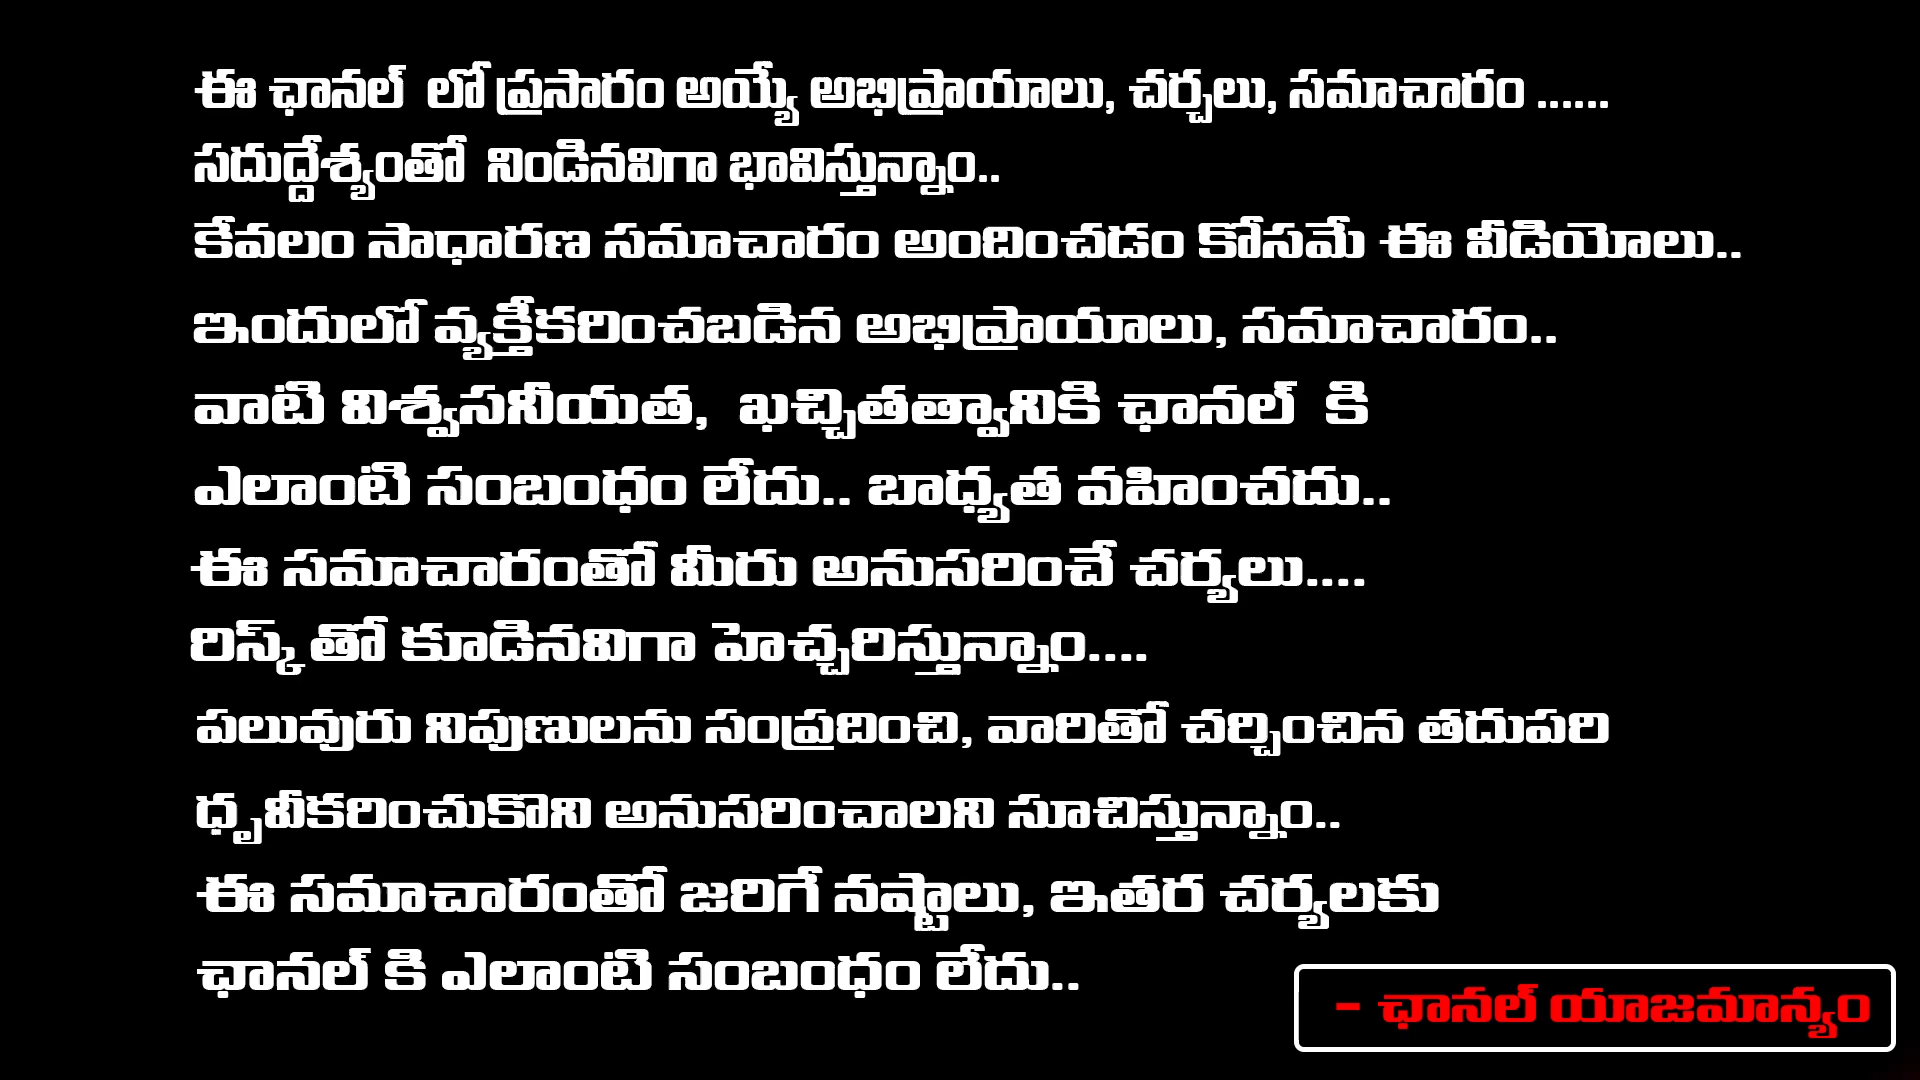 ఈ ఛానల్ లో ప్రసారం అయ్యే అభిప్రాయాలు, చర్చలు, సమాచారం ......
సదుద్దేశ్యంతో నిండినవిగా భావిస్తున్నాం..
కేవలం సాధారణ సమాచారం అందించడం కోసమే ఈ వీడియోలు..
ఇందులో వ్యక్తీకరించబడిన అభిప్రాయాలు, సమాచారం..
వాటి విశ్వసనీయత, ఖచ్చితత్వానికి ఛానల్ కి
ఎలాంటి సంబంధం లేదు.. బాధ్యత వహించదు..
ఈ సమాచారంతో మీరు అనుసరించే చర్యలు....
రిస్క్ తో కూడినవిగా హెచ్చరిస్తున్నాం....
పలువురు నిపుణులను సంప్రదించి, వారితో చర్చించిన తదుపరి
ధృవీకరించుకొని అనుసరించాలని సూచిస్తున్నాం..
ఈ సమాచారంతో జరిగే నష్టాలు, ఇతర చర్యలకు
ఛానల్ కి ఎలాంటి సంబంధం లేదు..
- ఛానల్ యాజమాన్యం